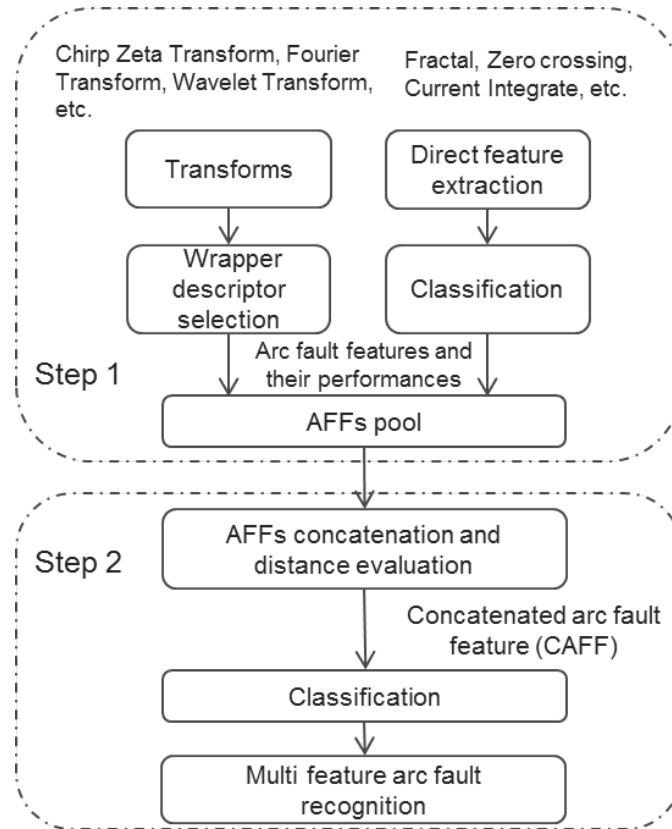 Chirp Zeta Transform, Fourier
Transform, Wavelet Transform,
etc.
Fractal, Zero crossing,
Current Integrate, etc.
Transforms
Direct feature
extraction
Wrapper
descriptor
selection
Classification
Arc fault features and
their performances
Step 1
AFFs pool
Step 2
AFFs concatenation and
distance evaluation
Concatenated arc fault
feature (CAFF)
Classification
Multi feature arc fault
recognition